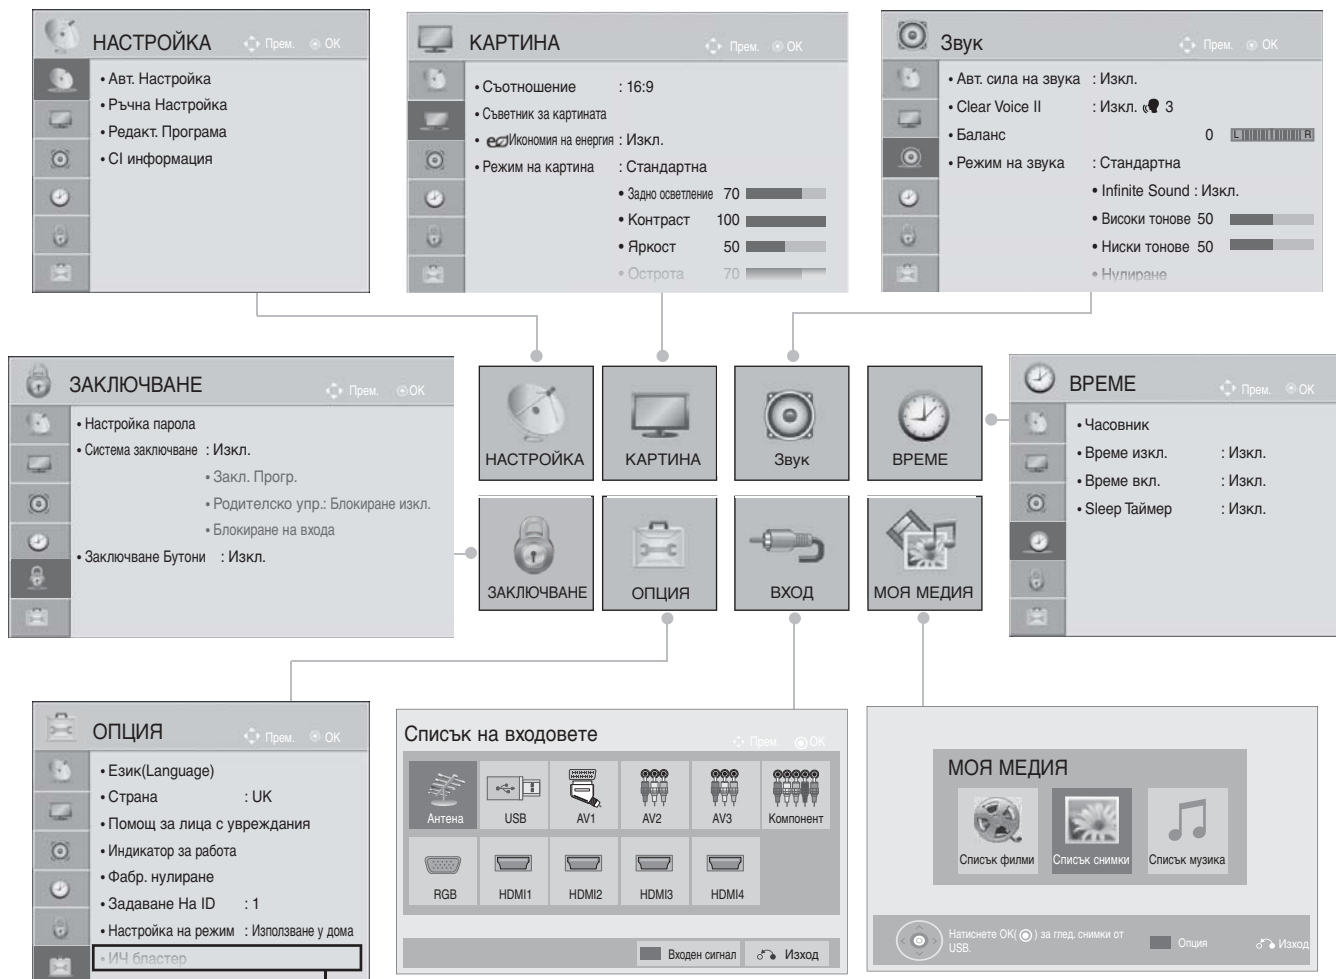 НАСТРОЙКА
Прем. OK
• Авт. Настройка
• Ръчна Настройка
• Редакт. Програма
• CI информация
КАРТИНА
Прем. OK
• Съотношение : 16:9
• Съветник за картината
• Икономия на енергия : Изкл.
• Режим на картина : Стандартна
• Задно осветление 70
• Контраст 100
• Яркост 50
• Острота 70
Звук
Прем. OK
• Авт. сила на звука : Изкл.
• Clear Voice II : Изкл. 3
• Баланс 0 L R
• Режим на звука : Стандартна
• Infinite Sound : Изкл.
• Високи тонове 50
• Ниски тонове 50
• Нулиране
ЗАКЛЮЧВАНЕ
Прем. OK
• Настройка парола
• Система заключване : Изкл.
• Закл. Прогр.
• Родителско упр.: Блокиране изкл.
• Блокиране на входа
• Заключване Бутони : Изкл.
НАСТРОЙКА
КАРТИНА
Звук
ВРЕМЕ
ЗАКЛЮЧВАНЕ
ОПЦИЯ
ВХОД
МОЯ МЕДИЯ
ВРЕМЕ
Прем. OK
• Часовник
• Време изкл. : Изкл.
• Време вкл. : Изкл.
• Sleep Таймер : Изкл.
ОПЦИЯ
Прем. OK
• Език(Language)
• Страна : UK
• Помощ за лица с увреждания
• Индикатор за работа
• Фабр. нулиране
• Задаване На ID : 1
• Настройка на режим : Използване у дома
• ИЧ бластер
Списък на входовете
Прем. OK
Антена
USB
AV1
AV2
AV3
Компонент
RGB
HDMI1
HDMI2
HDMI3
HDMI4
Входен сигнал
Изход
МОЯ МЕДИЯ
Списък филми
Списък снимки
Списък музика
Натиснете OK( ) за глед. снимки от
USB.
Опция
Изход